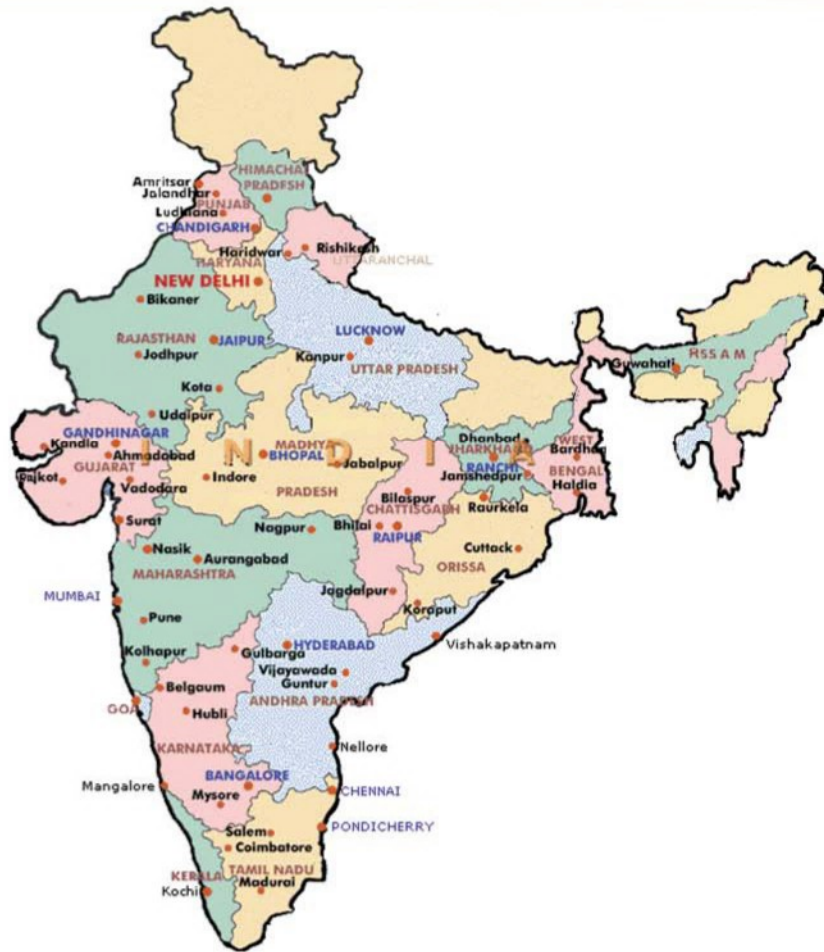 HIMACHAL
PRADESH
Amritsar
Jalandhar
PUNJAB
Ludhiana
CHANDIGARH
Haridwar
Rishikash
UTTARANCHAL
HARYANA
NEW DELHI
Bikaner
RAJASTHAN
JAIPUR
LUCKNOW
Jodhpur
Kanpur
UTTAR PRADESH
Guwahati
HSSAM
Kota
Udaipur
GANDHINAGAR
Kandla
Ahmadabad
GUJARAT
Rajkot
Vadodara
Surat
I N D I A
MADHYA
BHOPAL
Jabalpur
Indore
PRADESH
Dhanbad
JHARKHAND
RANCHI
Jamshedpur
WEST
Bardhaq
BENGAL
Haldia
Bilaspur
CHATTISGARH
Raurkela
Nagpur
Bhilai
RAIPUR
Cuttack
ORISSA
Nasik
Aurangabad
MAHARASHTRA
Jagdalpur
Koraput
MUMBAI
Pune
Kolhapur
Gulbarga
HYDERABAD
Vishakapatnam
Vijayawada
Guntur
Belgaum
ANDHRA PRADESH
GOA
Hubli
KARNATAKA
Nellore
Mangalore
BANGALORE
CHENNAI
Mysore
PONDICHERRY
Salem
Coimbatore
KERALA
TAMIL NADU
Kochi
Madurai